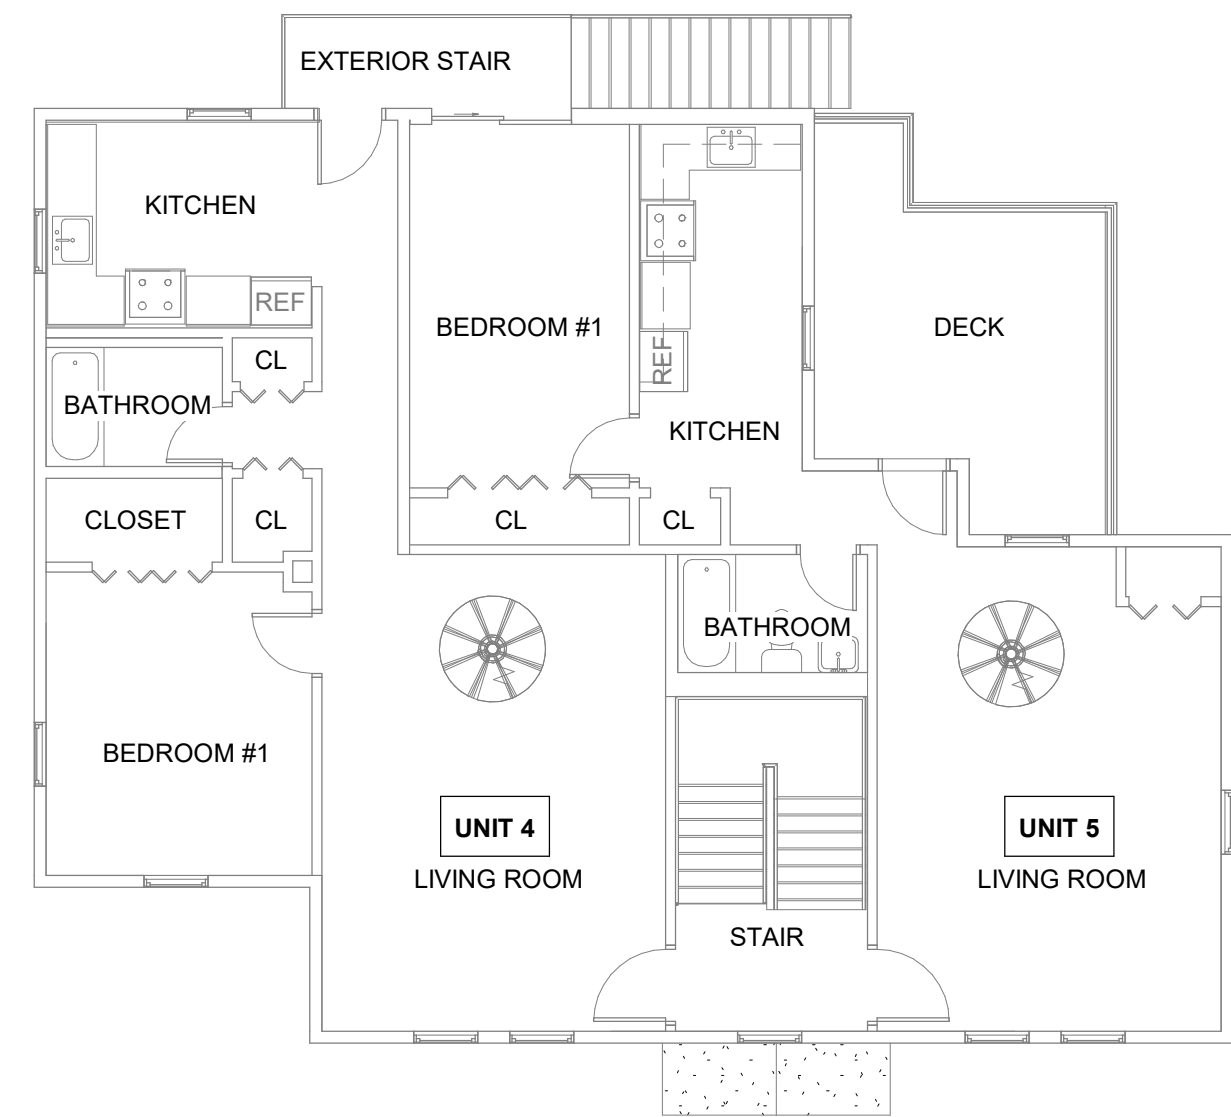 EXTERIOR STAIR
KITCHEN
REF
BEDROOM #1
DECK
REF
CL
BATHROOM
KITCHEN
CLOSET
CL
CL
CL
BATHROOM
BEDROOM #1
UNIT 4
LIVING ROOM
UNIT 5
LIVING ROOM
STAIR